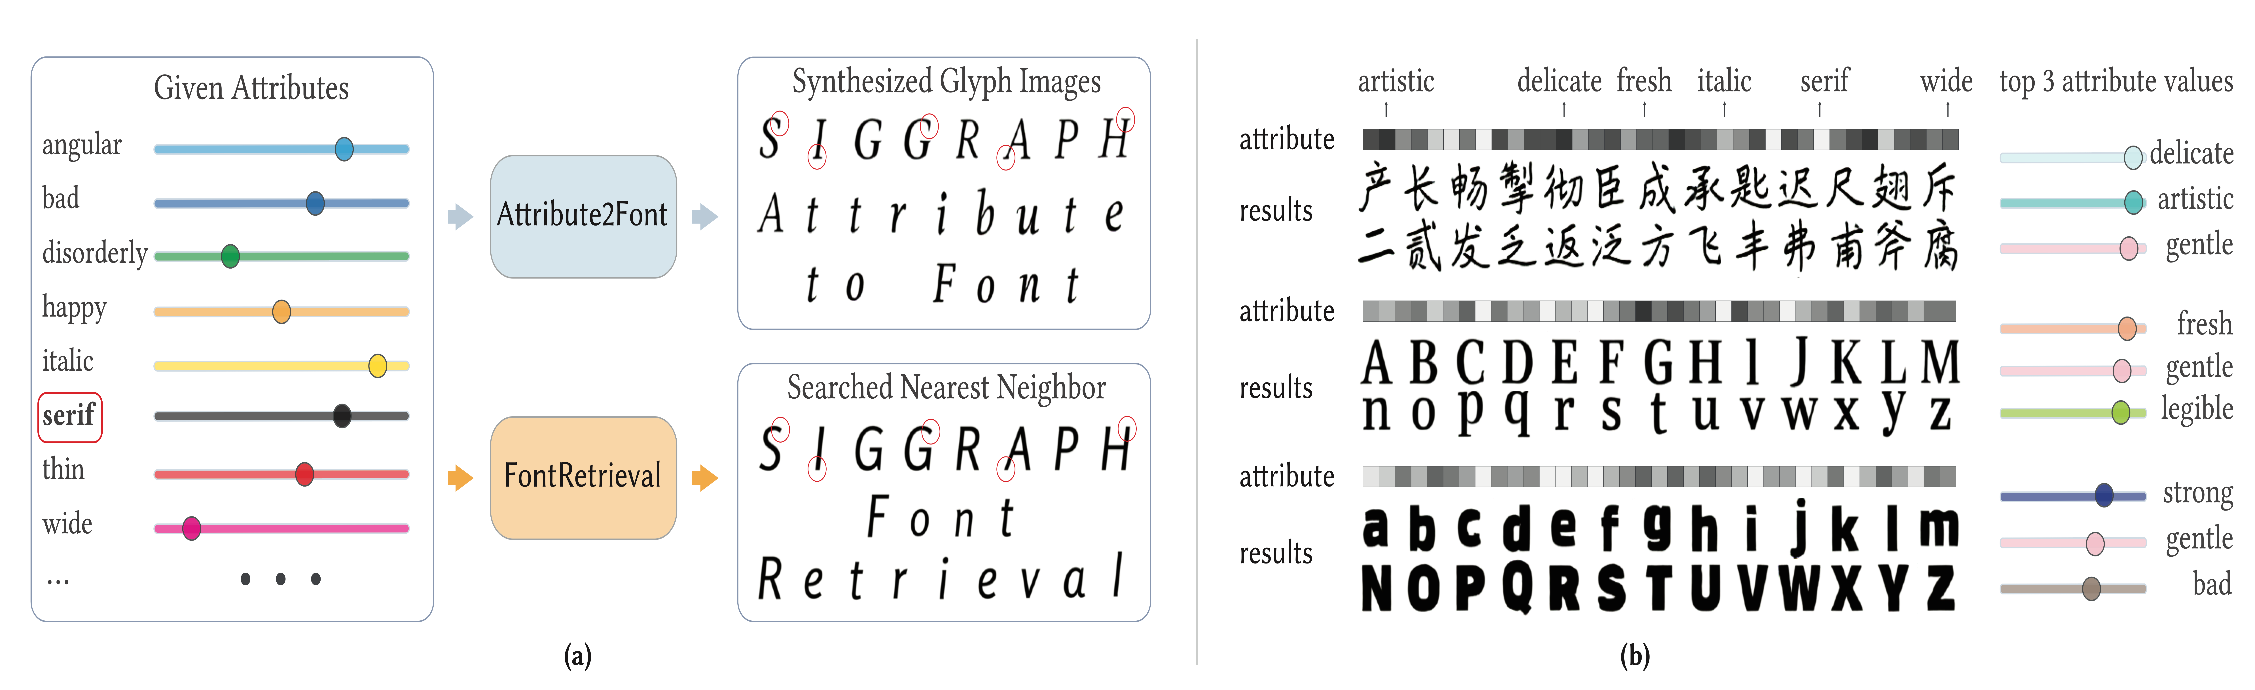 Given Attributes
angular
bad
disorderly
happy
italic
serif
thin
wide
...
Attribute2Font
FontRetrieval
Synthesized Glyph Images
S I G G R A P H
A t t r i b u t e
t o F o n t
Searched Nearest Neighbor
S I G G R A P H
F o n t
R e t r i e v a l
(a)
artistic delicate fresh italic serif wide top 3 attribute values
attribute
results
产长畅掣彻臣成承匙迟尺翅斥
二贰发乏返泛方飞丰弗甫斧腐
delicate
artistic
gentle
attribute
results
A B C D E F G H I J K L M
n o p q r s t u v w x y z
fresh
gentle
legible
attribute
results
a b c d e f g h i j k l m
N O P Q R S T U V W X Y Z
strong
gentle
bad
(b)